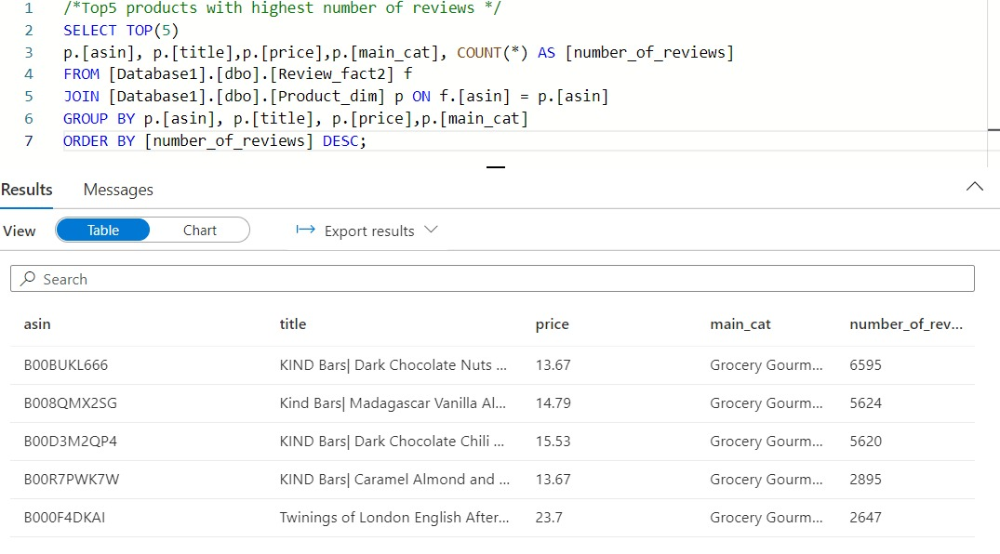 1 /*Top5 products with highest number of reviews */
2 SELECT TOP(5)
3 p.[asin], p.[title],p.[price],p.[main_cat], COUNT(*) AS [number_of_reviews]
4 FROM [Database1].[dbo].[Review_fact2] f
5 JOIN [Database1].[dbo].[Product_dim] p ON f.[asin] = p.[asin]
6 GROUP BY p.[asin], p.[title], p.[price],p.[main_cat]
7 ORDER BY [number_of_reviews] DESC;
Results Messages
View Table Chart Export results
Search
asin title price main_cat number_of_rev...
B00BUKL666 KIND Bars| Dark Chocolate Nuts ... 13.67 Grocery Gourm... 6595
B008QMX2SG Kind Bars| Madagascar Vanilla Al... 14.79 Grocery Gourm... 5624
B00D3M2QP4 KIND Bars| Dark Chocolate Chili ... 15.53 Grocery Gourm... 5620
B00R7PWK7W KIND Bars| Caramel Almond and ... 13.67 Grocery Gourm... 2895
B000F4DKAI Twinings of London English After... 23.7 Grocery Gourm... 2647